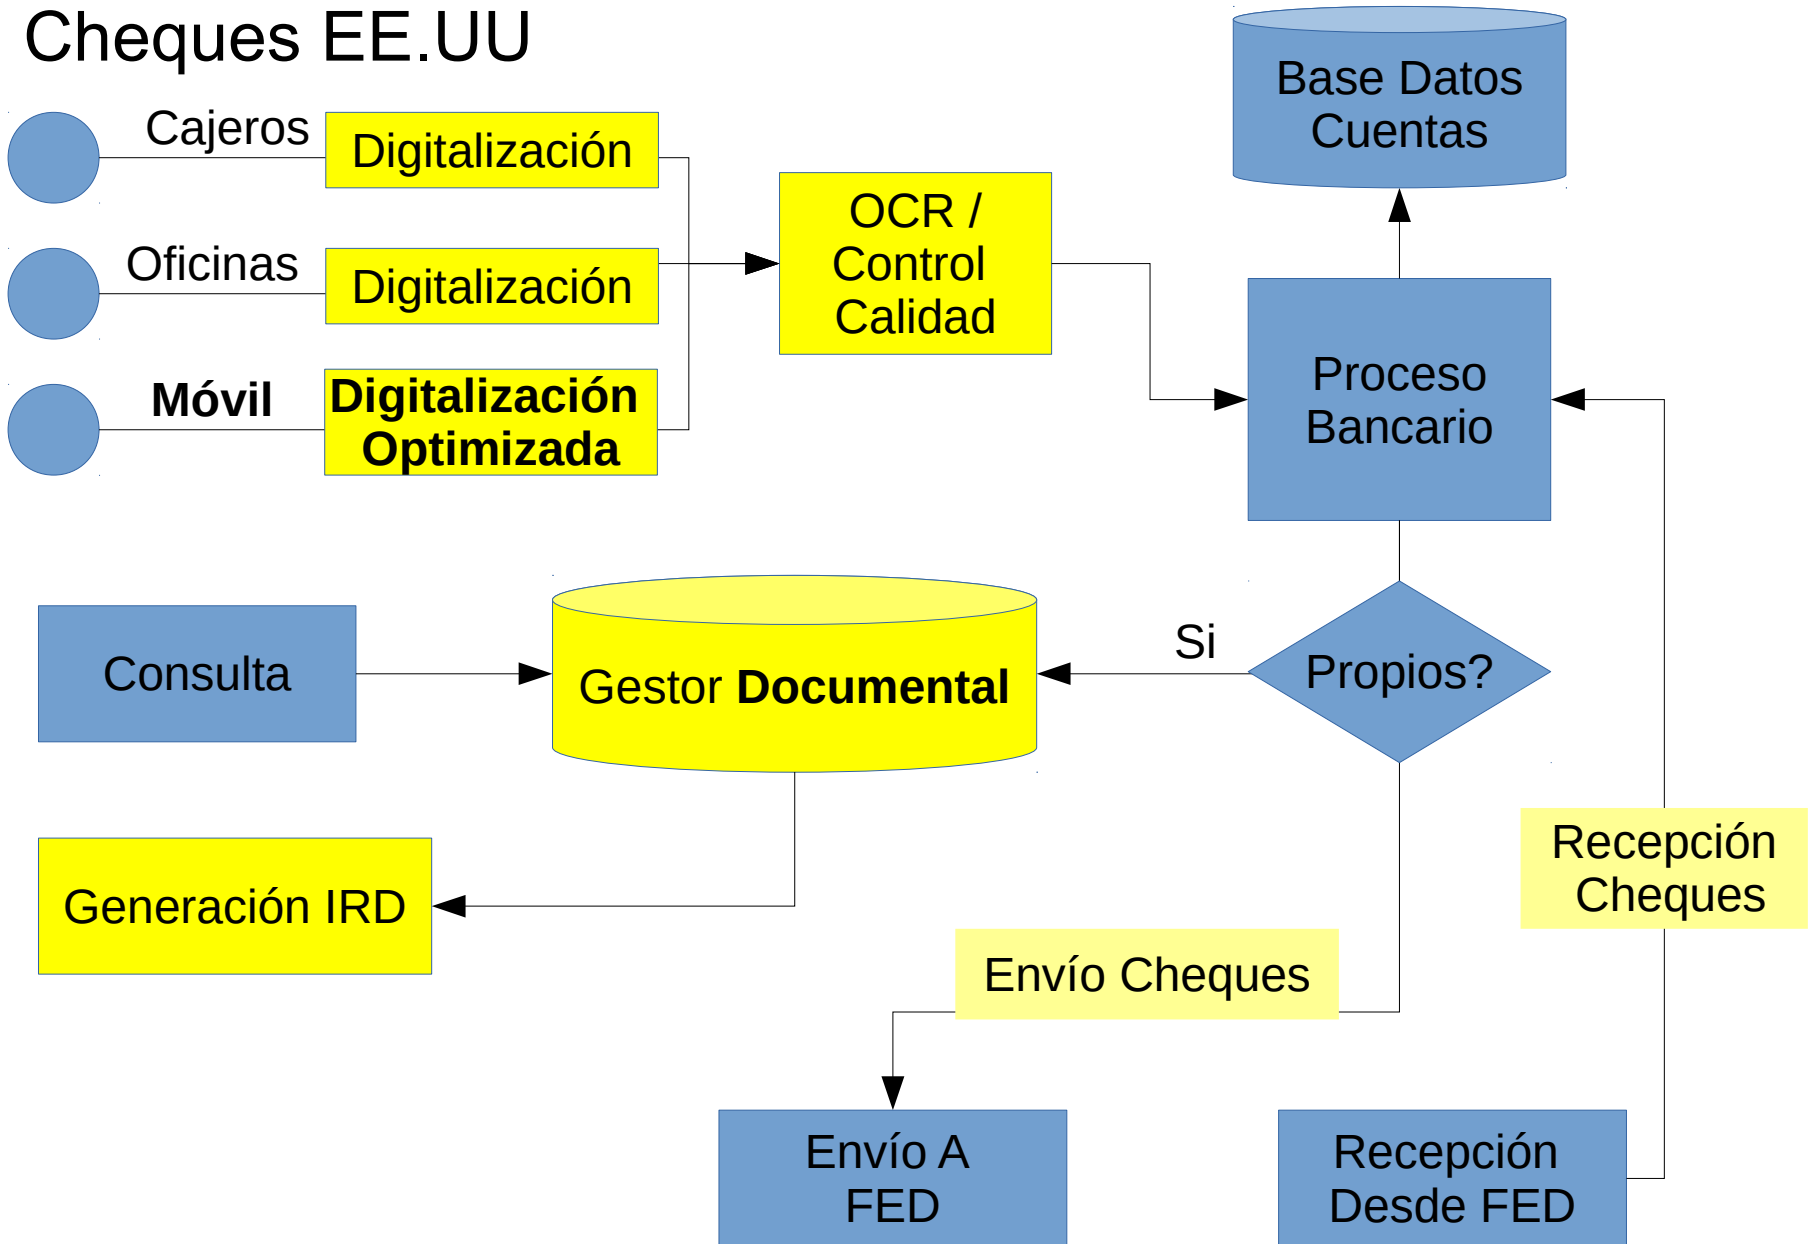 Cheques EE.UU
Base Datos
Cuentas
Cajeros
Digitalización
OCR /
Control
Calidad
Oficinas
Digitalización
Móvil
Digitalización
Optimizada
Proceso
Bancario
Consulta
Gestor Documental
Si
Propios?
Generación IRD
Recepción
Cheques
Envío Cheques
Envío A
FED
Recepción
Desde FED